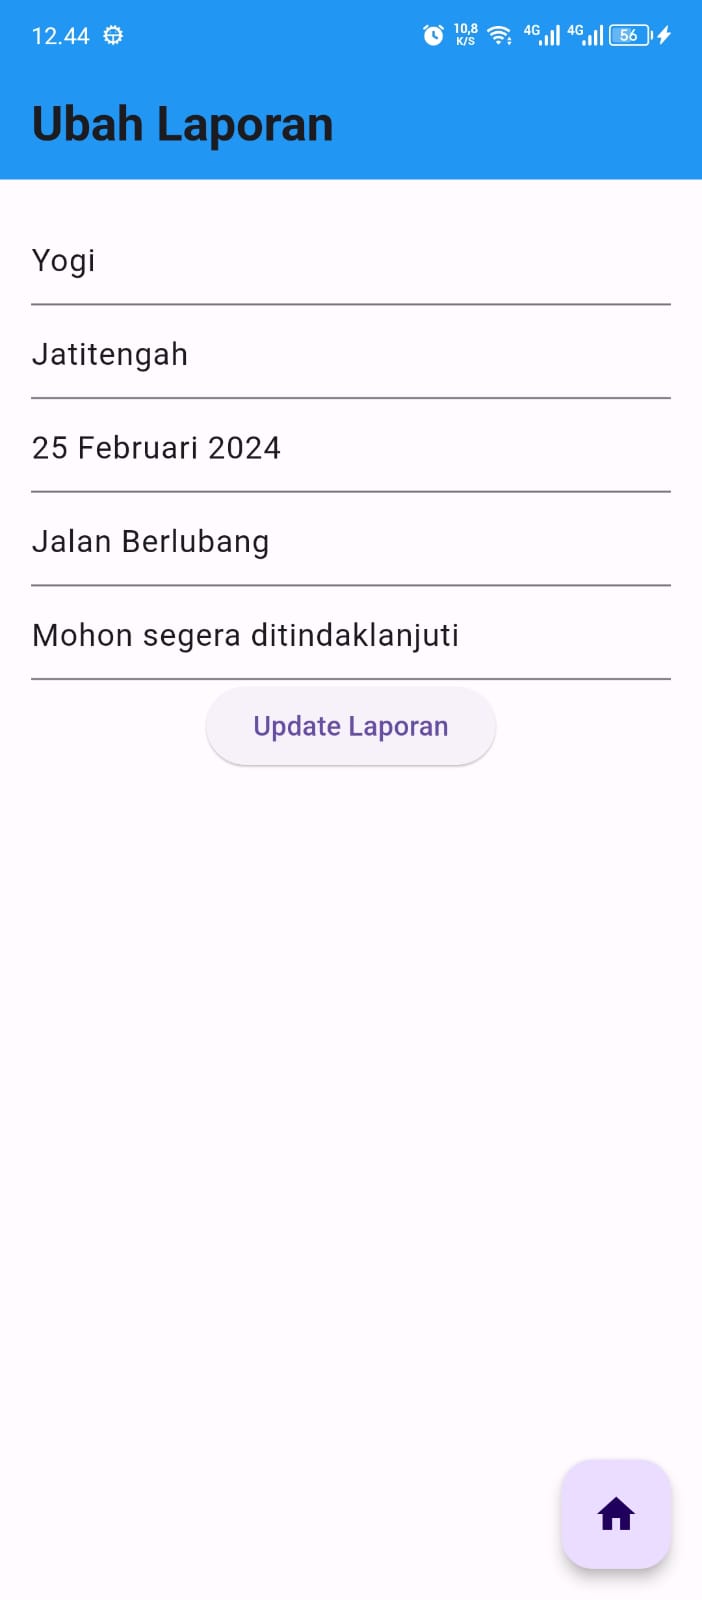 12.44 10,8 K/S 4G 4G 56
Ubah Laporan
Yogi
Jatitengah
25 Februari 2024
Jalan Berlubang
Mohon segera ditindaklanjuti
Update Laporan